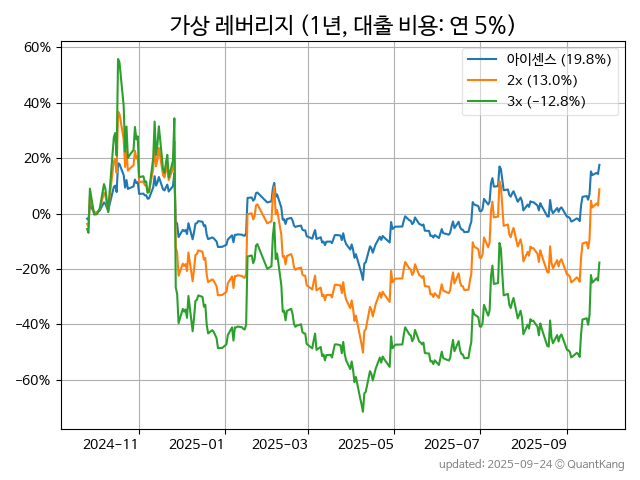 가상 레버리지 (1년, 대출 비용: 연 5%)
60%
40%
20%
0%
−20%
−40%
−60%
아이센스 (19.8%)
2x (13.0%)
3x (−12.8%)
2024-11
2025-01
2025-03
2025-05
2025-07
2025-09
updated: 2025-09-24 © QuantKang